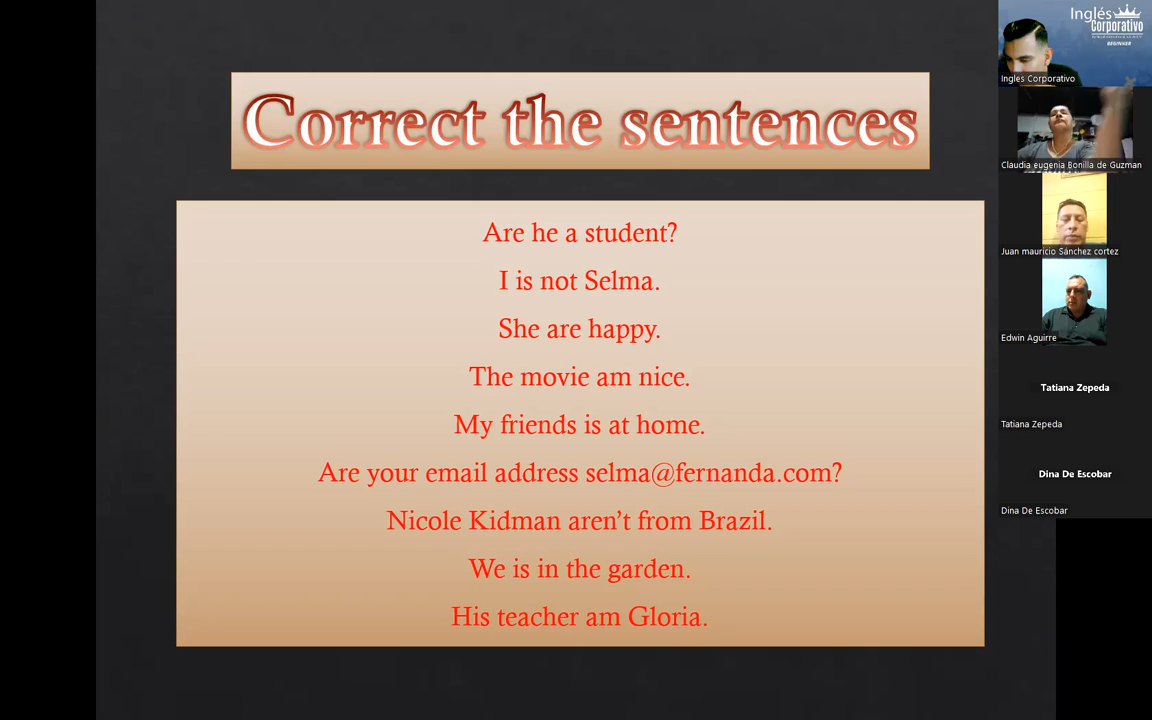 Correct the sentences
Are he a student?
I is not Selma.
She are happy.
The movie am nice.
My friends is at home.
Are your email address selma@fernanda.com?
Nicole Kidman aren't from Brazil.
We is in the garden.
His teacher am Gloria.
Inglés
Corporativo
BEGINNER
Ingles Corporativo
Claudia eugenia Bonilla de Guzman
Juan mauricio Sánchez cortez
Edwin Aguirre
Tatiana Zepeda
Tatiana Zepeda
Dina De Escobar
Dina De Escobar